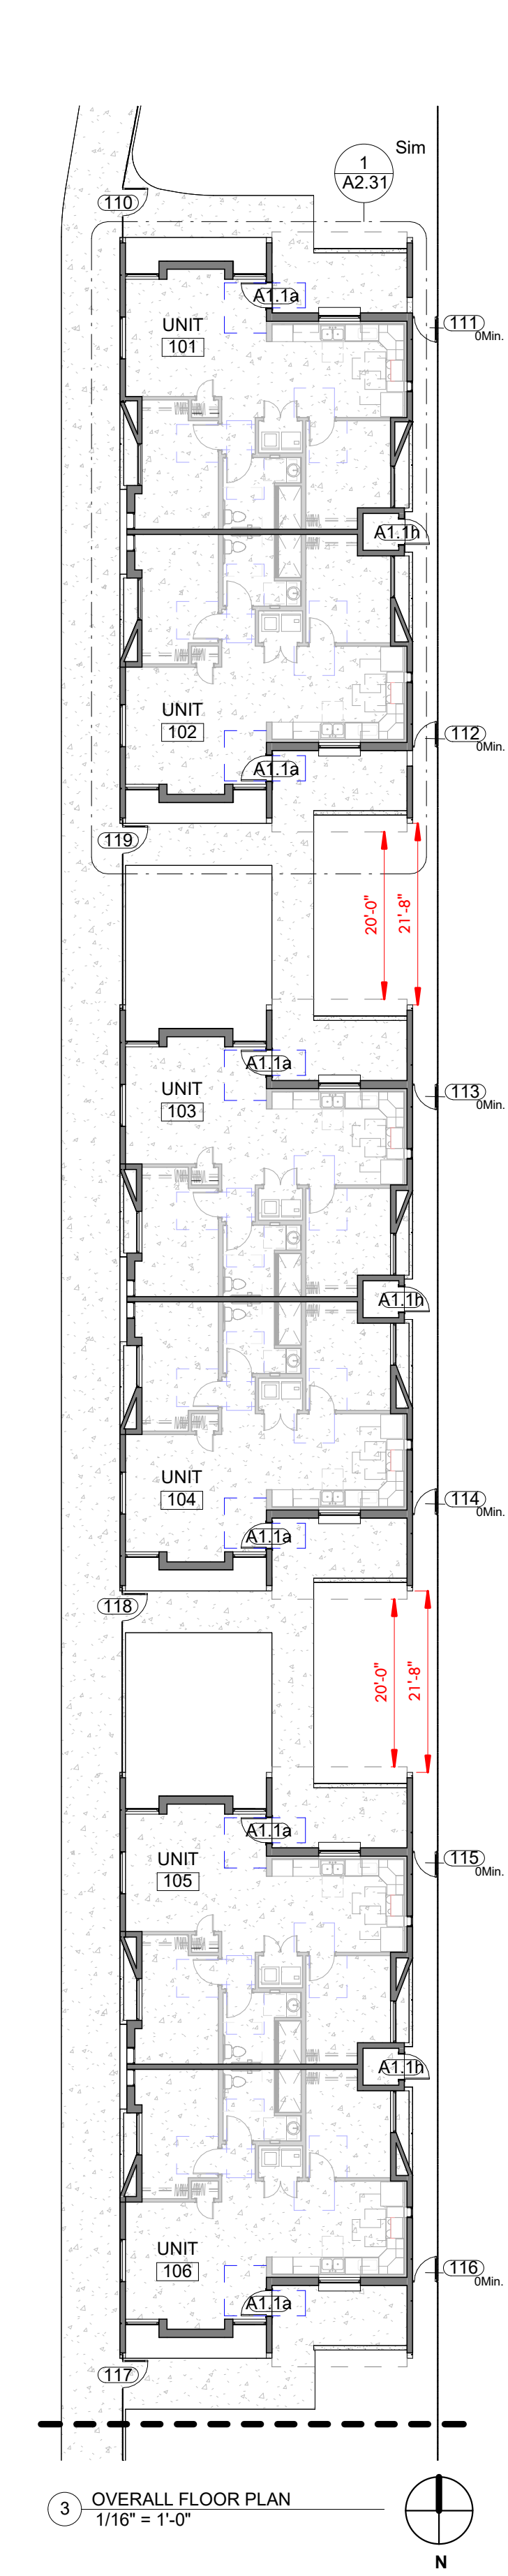 Sim
1
A2.31
110
A1.1a
UNIT
101
111
0Min.
A1.1h
UNIT
102
112
0Min.
A1.1a
119
20'-0"
21'-8"
A1.1a
UNIT
103
113
0Min.
A1.1h
UNIT
104
114
0Min.
A1.1a
118
20'-0"
21'-8"
A1.1a
UNIT
105
115
0Min.
A1.1h
UNIT
106
116
0Min.
A1.1a
117
3
OVERALL FLOOR PLAN
1/16" = 1'-0"
N